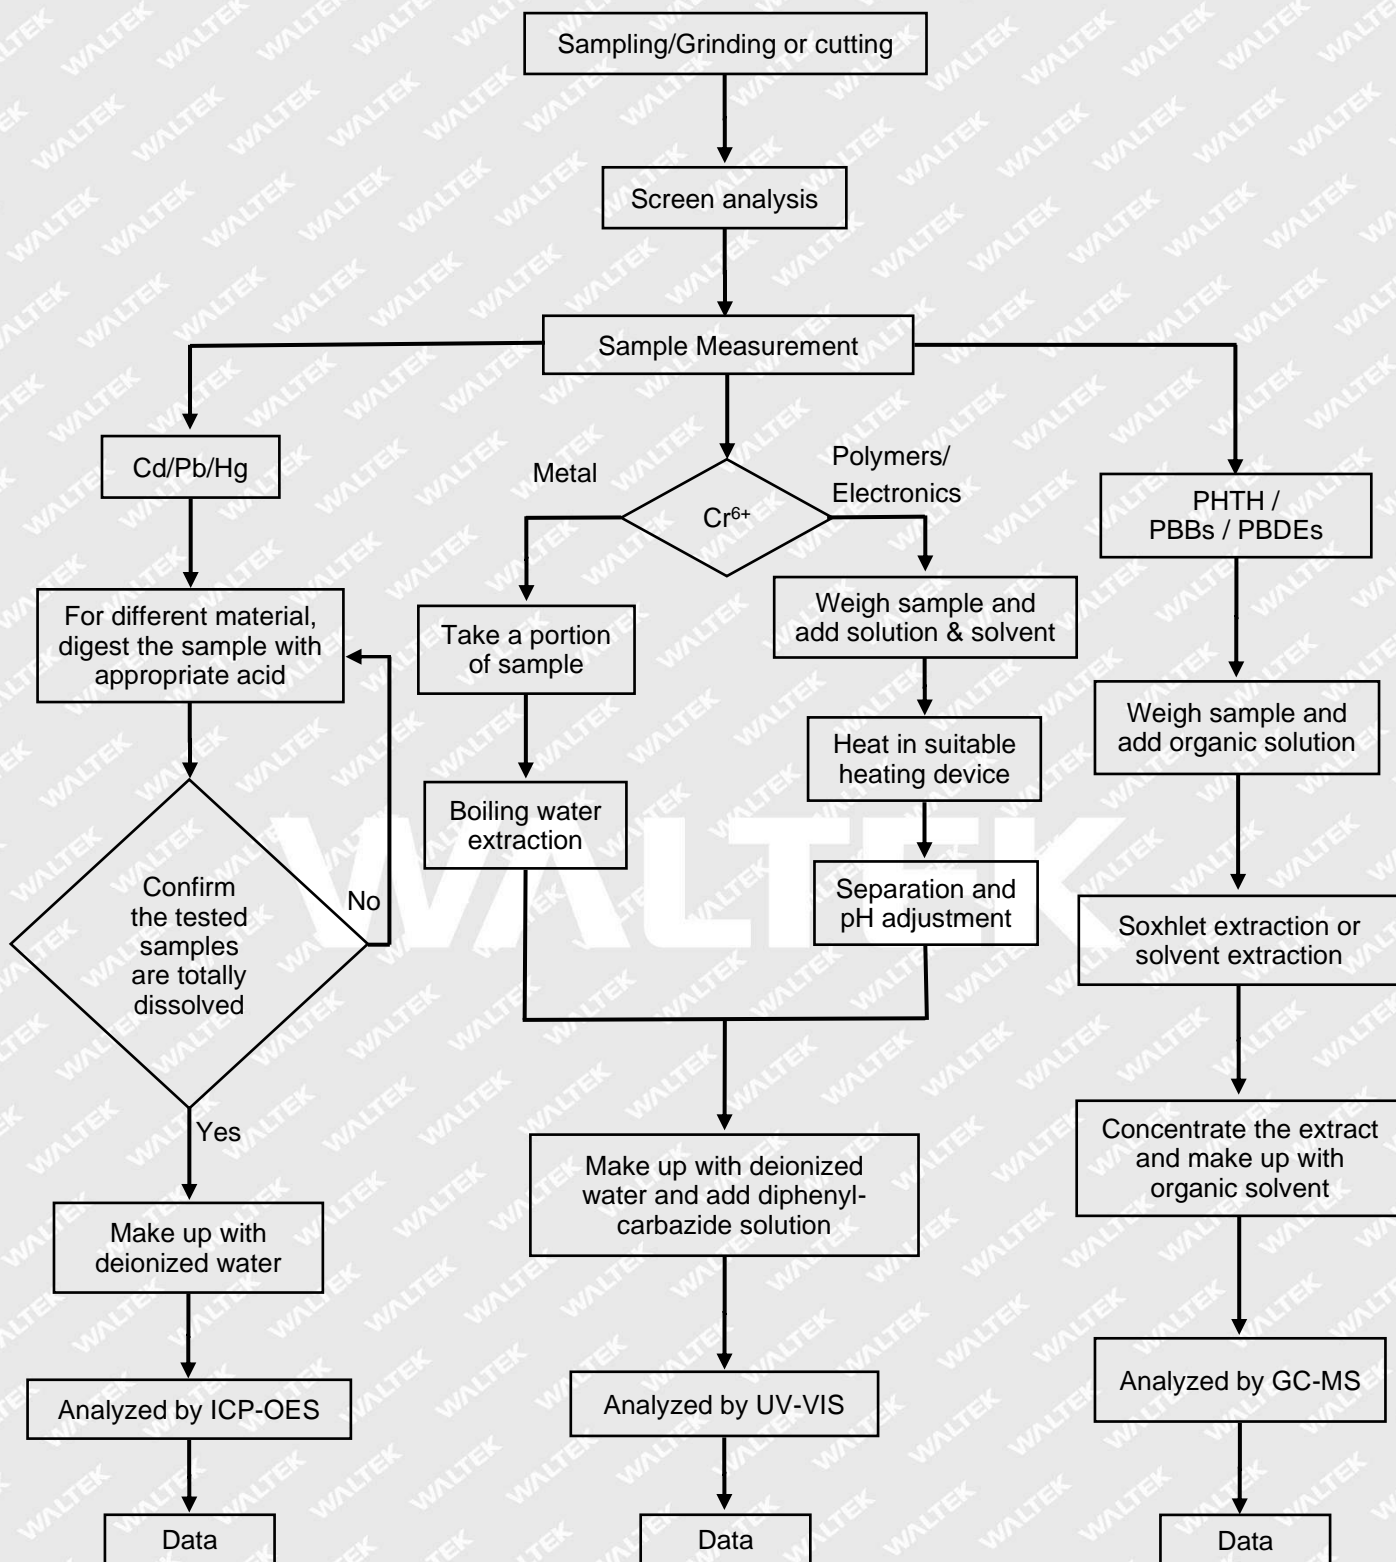 Sampling/Grinding or cutting
Screen analysis
Sample Measurement
Cd/Pb/Hg
For different material,
digest the sample with
appropriate acid
Confirm
the tested
samples
are totally
dissolved
No
Yes
Make up with
deionized water
Analyzed by ICP-OES
Data
Metal
Cr6+
Polymers/
Electronics
Take a portion
of sample
Boiling water
extraction
Weigh sample and
add solution & solvent
Heat in suitable
heating device
Separation and
pH adjustment
Make up with deionized
water and add diphenyl-
carbazide solution
Analyzed by UV-VIS
Data
PHTH /
PBBs / PBDEs
Weigh sample and
add organic solution
Soxhlet extraction or
solvent extraction
Concentrate the extract
and make up with
organic solvent
Analyzed by GC-MS
Data
WALTEK